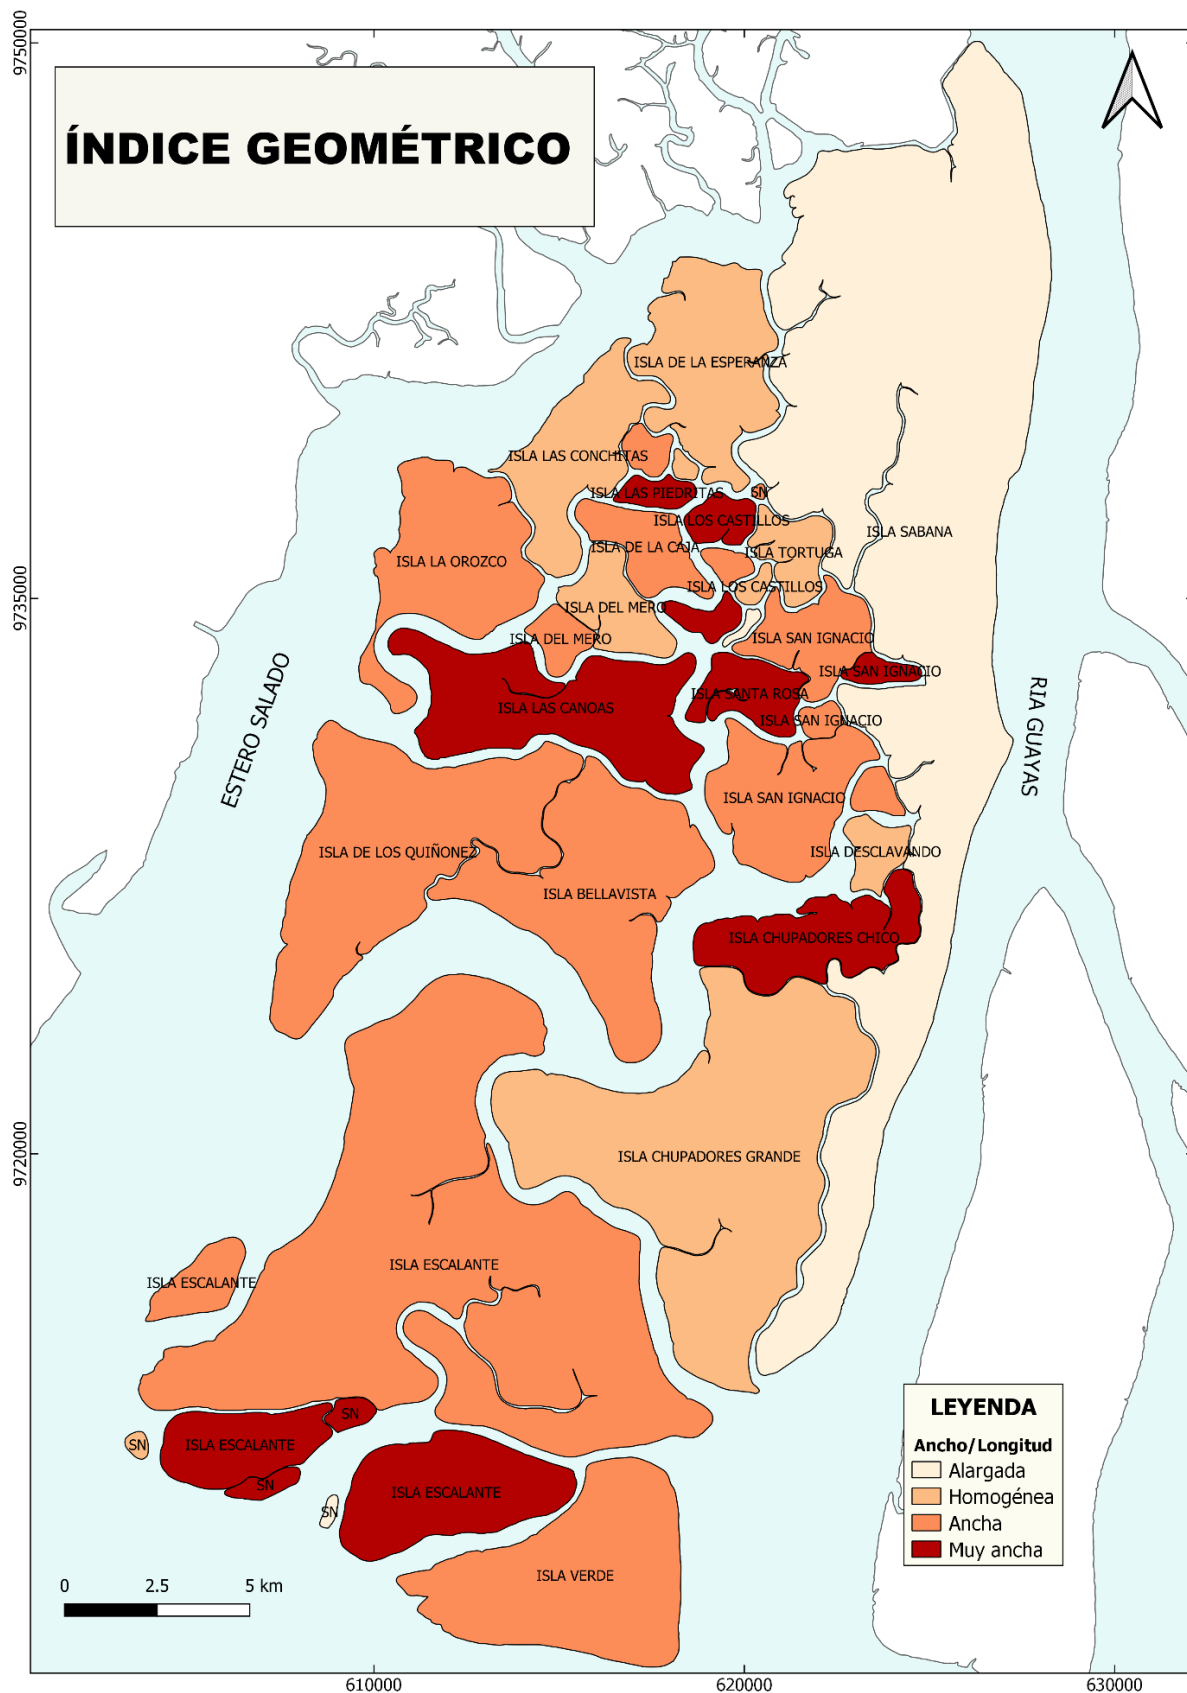 9750000
ÍNDICE GEOMÉTRICO
ISLA DE LA ESPERANZA
ISLA LAS CONCHITAS
ISLA LAS PIEDRITAS
SN
ISLA LOS CASTILLOS
ISLA SABANA
ISLA DE LA CAJA
ISLA TORTUGA
ISLA LA OROZCO
ISLA LOS CASTILLOS
9735000
ISLA DEL MERO
ISLA DEL MERO
ISLA SAN IGNACIO
ISLA SAN IGNACIO
ISLA SANTA ROSA
ISLA LAS CANOAS
ISLA SAN IGNACIO
ESTERO SALADO
RIA GUAYAS
ISLA SAN IGNACIO
ISLA DE LOS QUIÑONEZ
ISLA DESCLAVANDO
ISLA BELLAVISTA
ISLA CHUPADORES CHICO
9720000
ISLA CHUPADORES GRANDE
ISLA ESCALANTE
ISLA ESCALANTE
SN
SN
ISLA ESCALANTE
SN
ISLA ESCALANTE
SN
ISLA VERDE
LEYENDA
Ancho/Longitud
Alargada
Homogénea
Ancha
Muy ancha
0 2.5 5 km
610000 620000 630000